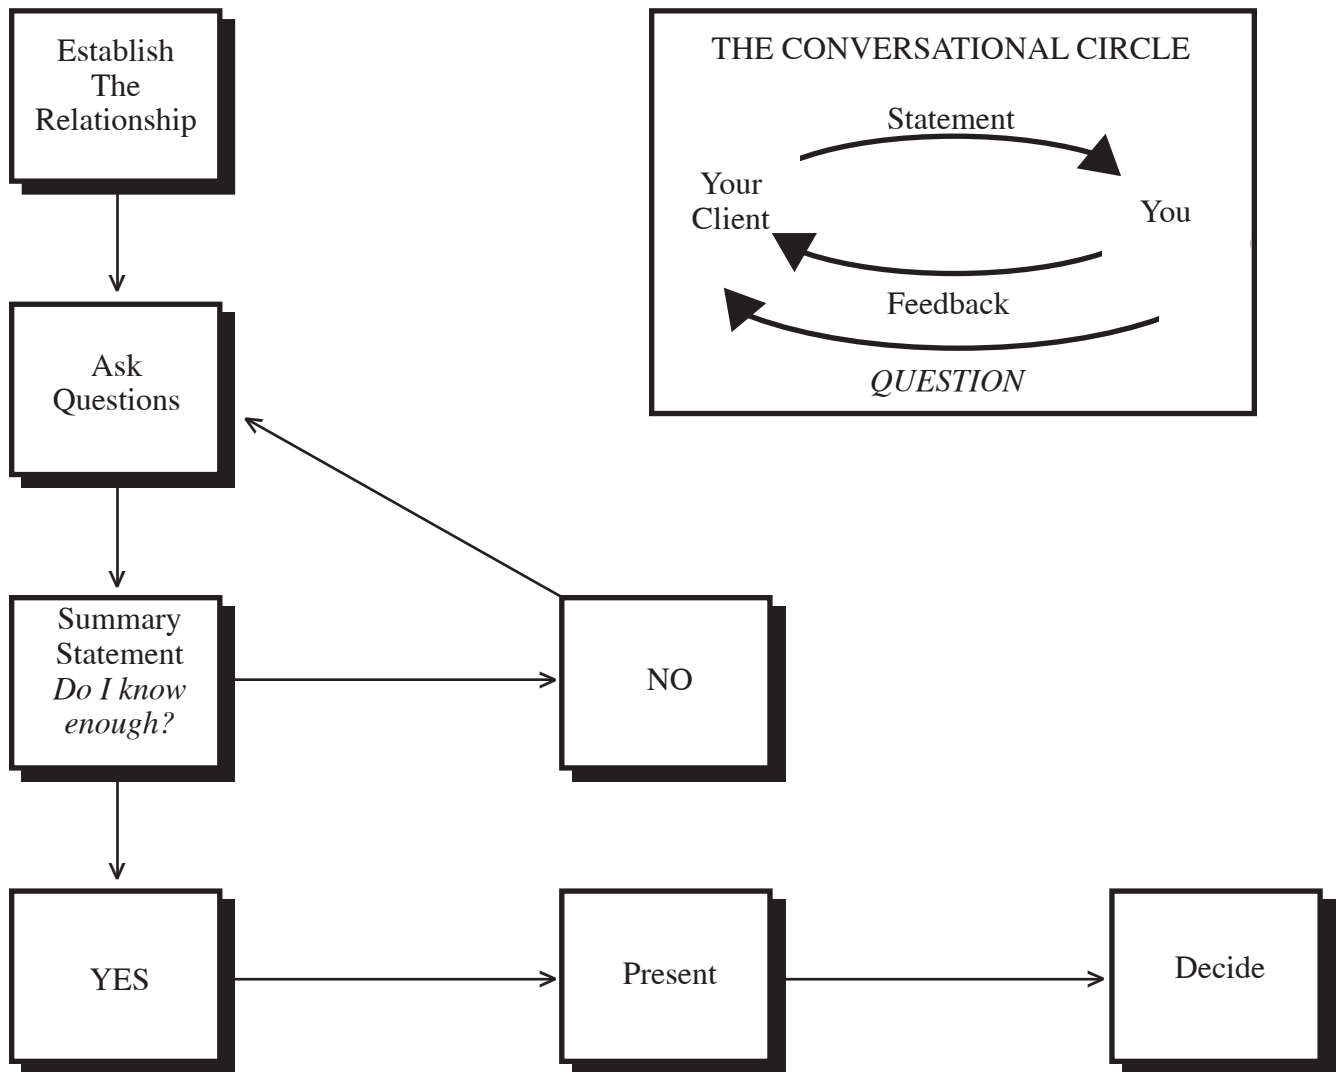 Establish
The
Relationship
THE CONVERSATIONAL CIRCLE
Statement
Your
Client
You
Feedback
QUESTION
Ask
Questions
Summary
Statement
Do I know
enough?
NO
YES
Present
Decide